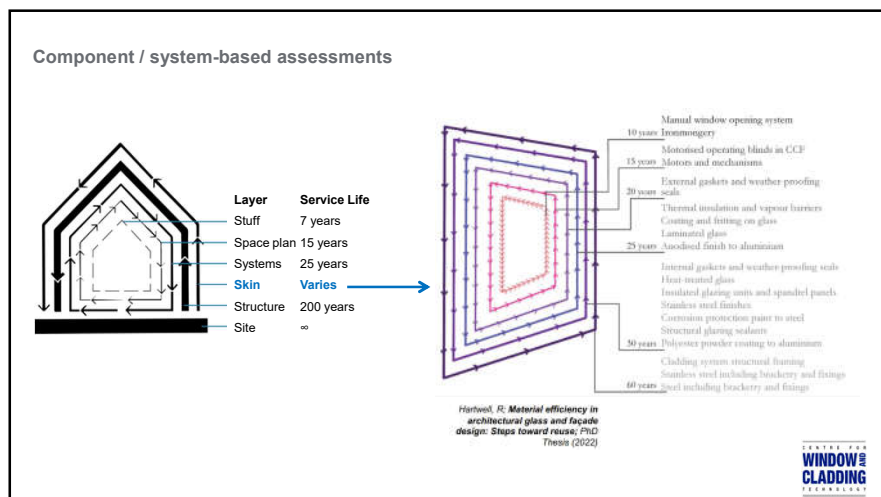 Component / system-based assessments
Layer Service Life
Stuff 7 years
Space plan 15 years
Systems 25 years
Skin Varies
Structure 200 years
Site ∞
Manual window opening system
10 years Ironmongery
Motorised operating blinds in CCF
15 years Motors and mechanisms
External gaskets and weather proofing
20 years seals
Thermal insulation and vapour barriers
Coating and fritting on glass
Laminated glass
25 years Anodised finish to aluminium
Internal gaskets and weather proofing seals
Heat-treated glass
Insulated glazing units and spandrel panels
Stainless steel finishes
Corrosion protection paint to steel
Structural glazing sealants
50 years Polyester powder coating to aluminium
Cladding system structural framing
Stainless steel including bracketry and fixings
60 years Steel including bracketry and fixings
Hartwell, R; Material efficiency in
architectural glass and façade
design: Steps toward reuse; PhD
Thesis (2022)
CENTRE FOR
WINDOW AND
CLADDING
TECHNOLOGY